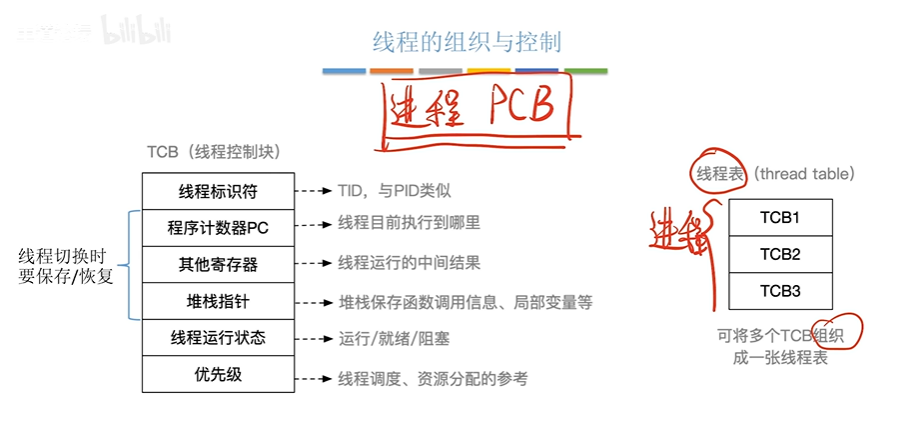 bilibili
线程的组织与控制
进程 PCB
TCB（线程控制块）
线程标识符
TID，与PID类似
程序计数器PC
线程目前执行到哪里
其他寄存器
线程运行的中间结果
堆栈指针
堆栈保存函数调用信息、局部变量等
线程运行状态
运行/就绪/阻塞
优先级
线程调度、资源分配的参考
线程切换时
要保存/恢复
线程表（thread table）
进程
TCB1
TCB2
TCB3
可将多个TCB组织
成一张线程表